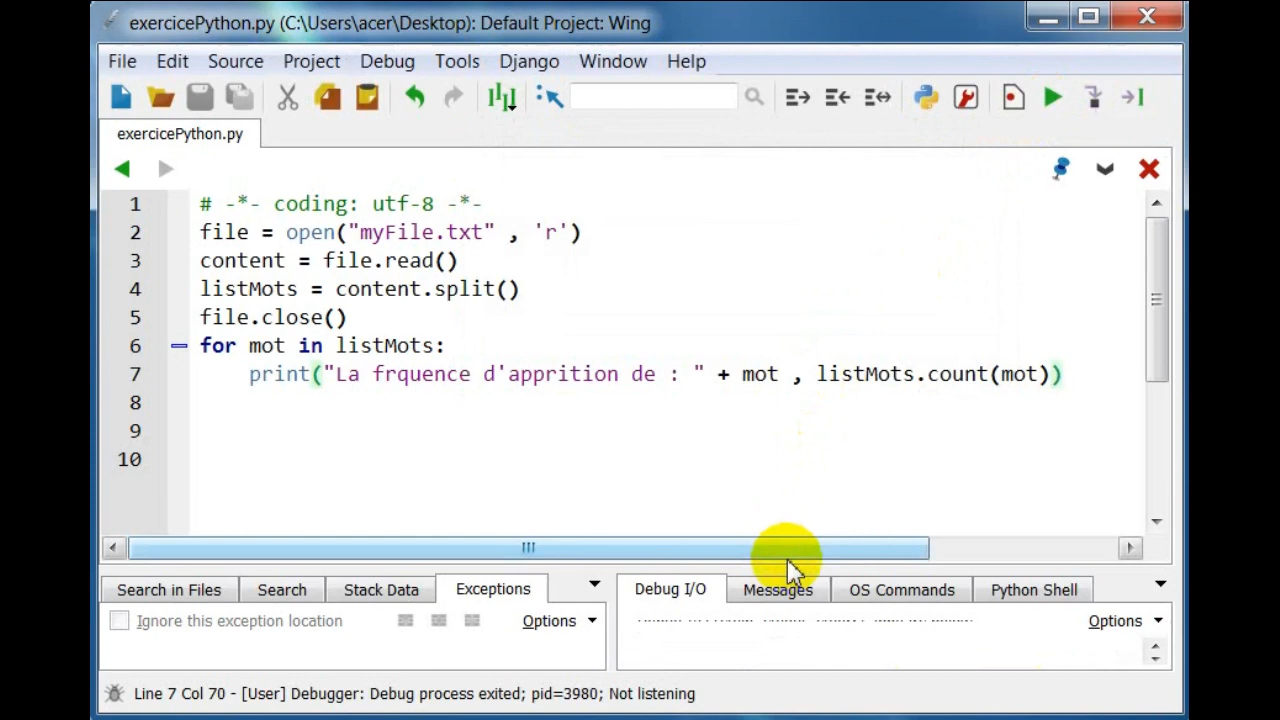 exercicePython.py (C:\Users\acer\Desktop): Default Project: Wing
File Edit Source Project Debug Tools Django Window Help
exercicePython.py
1 # -*- coding: utf-8 -*-
2 file = open("myFile.txt" , 'r')
3 content = file.read()
4 listMots = content.split()
5 file.close()
6 for mot in listMots:
7 print("La frquence d'apprition de : " + mot , listMots.count(mot))
8
9
10
Search in Files Search Stack Data Exceptions
Ignore this exception location Options
Debug I/O Messages OS Commands Python Shell
Options
Line 7 Col 70 - [User] Debugger: Debug process exited; pid=3980; Not listening